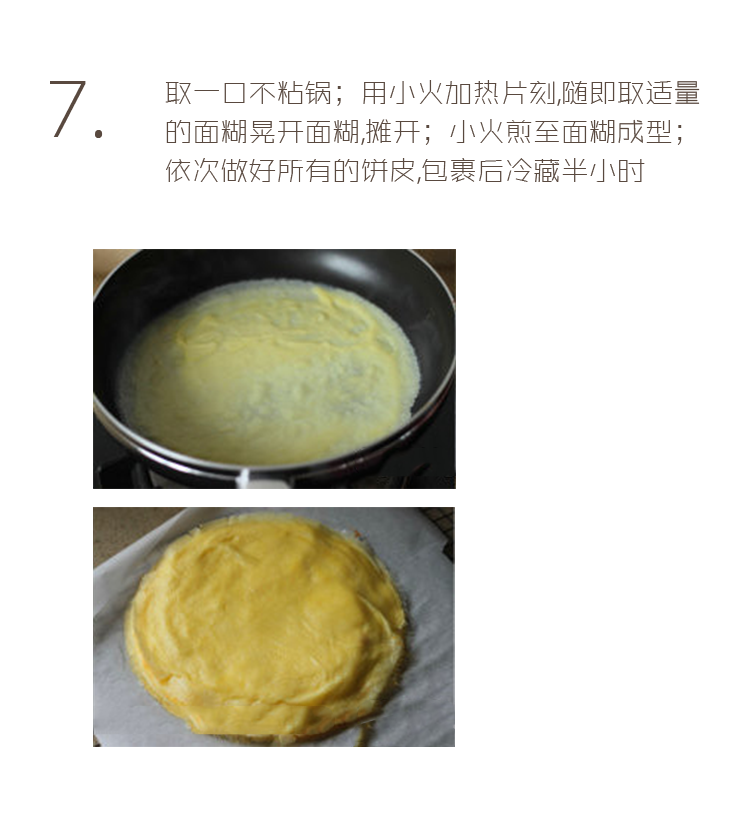 7.
取一口不粘锅；用小火加热片刻,随即取适量
的面糊晃开面糊,摊开；小火煎至面糊成型；
依次做好所有的饼皮,包裹后冷藏半小时